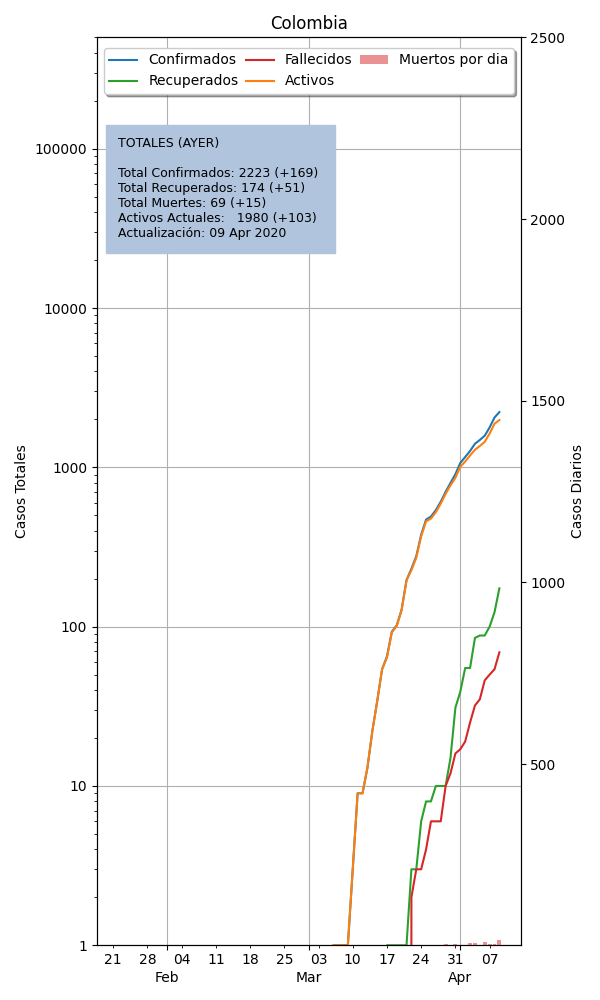 Colombia
Confirmados
Recuperados
Fallecidos
Activos
Muertos por dia
TOTALES (AYER)
Total Confirmados: 2223 (+169)
Total Recuperados: 174 (+51)
Total Muertes: 69 (+15)
Activos Actuales:   1980 (+103)
Actualización: 09 Apr 2020
Casos Totales
100000
10000
1000
100
10
1
Casos Diarios
2500
2000
1500
1000
500
21 28 04 11 18 25 03 10 17 24 31 07
Feb Mar Apr